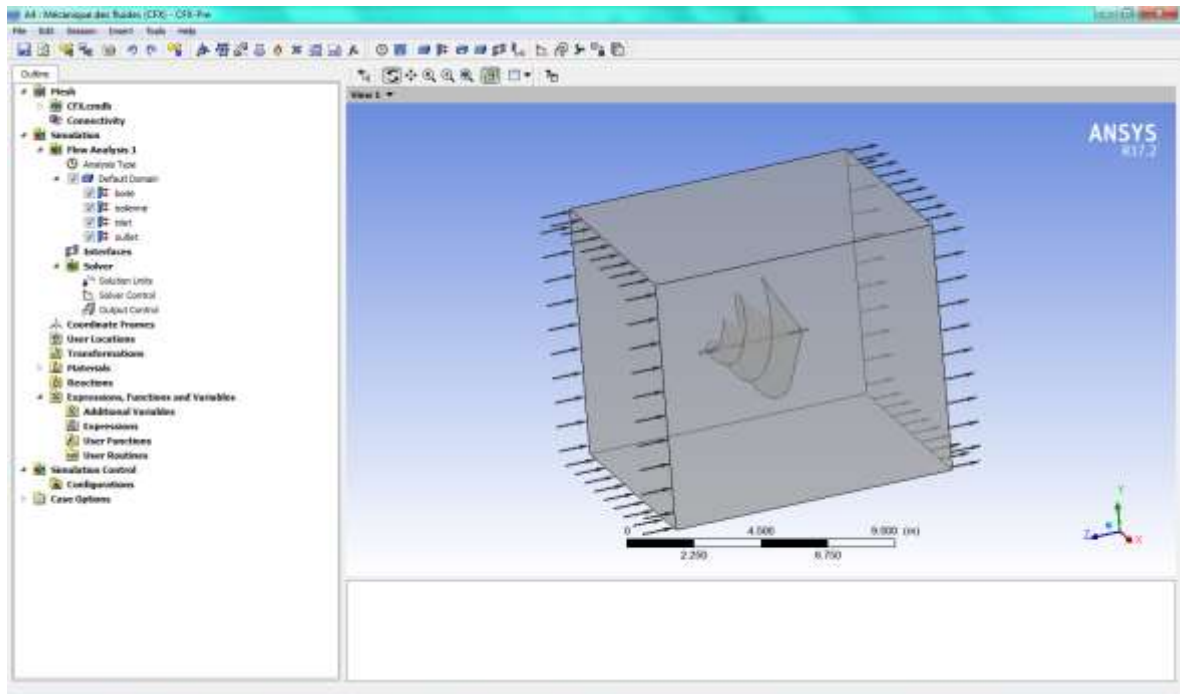 A4 : Mécanique des fluides (CFX) - CFX-Pre
File Edit Session Insert Tools Help
Outline
Mesh
CFX.cmdb
Connectivity
Simulation
Flow Analysis 1
Analysis Type
Default Domain
eolienne
inlet
outlet
Interfaces
Solver
Solution Units
Solver Control
Output Control
Coordinate Frames
User Locations
Transformations
Materials
Reactions
Expressions, Functions and Variables
Additional Variables
Expressions
User Functions
User Routines
Simulation Control
Configurations
Case Options
View 1
ANSYS
R17.2
0 4.500 9.000 (m)
2.250 6.750
Y
Z X